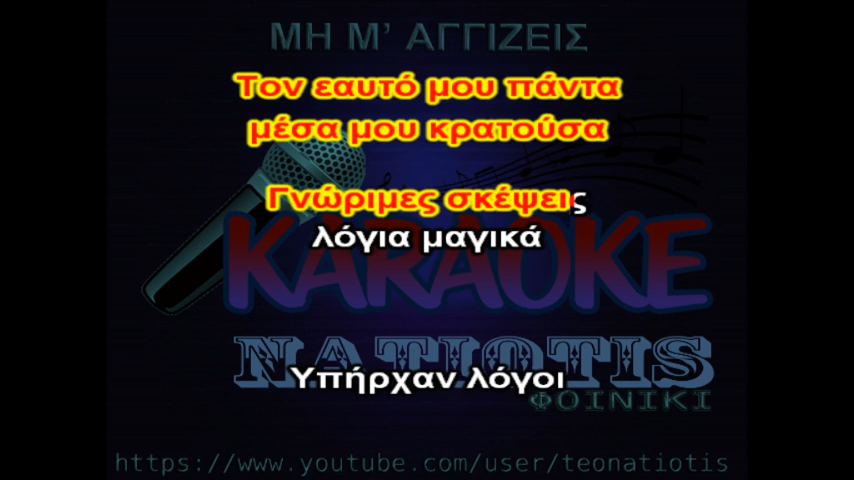 ΜΗ Μ’ ΑΓΓΙΖΕΙΣ
Τον εαυτό μου πάντα
μέσα μου κρατούσα
Γνώριμες σκέψεις
λόγια μαγικά
KARAOKE
NATIOTIS
Υπήρχαν λόγοι
ΦΟΙΝΙΚΙ
https://www.youtube.com/user/teonatiotis